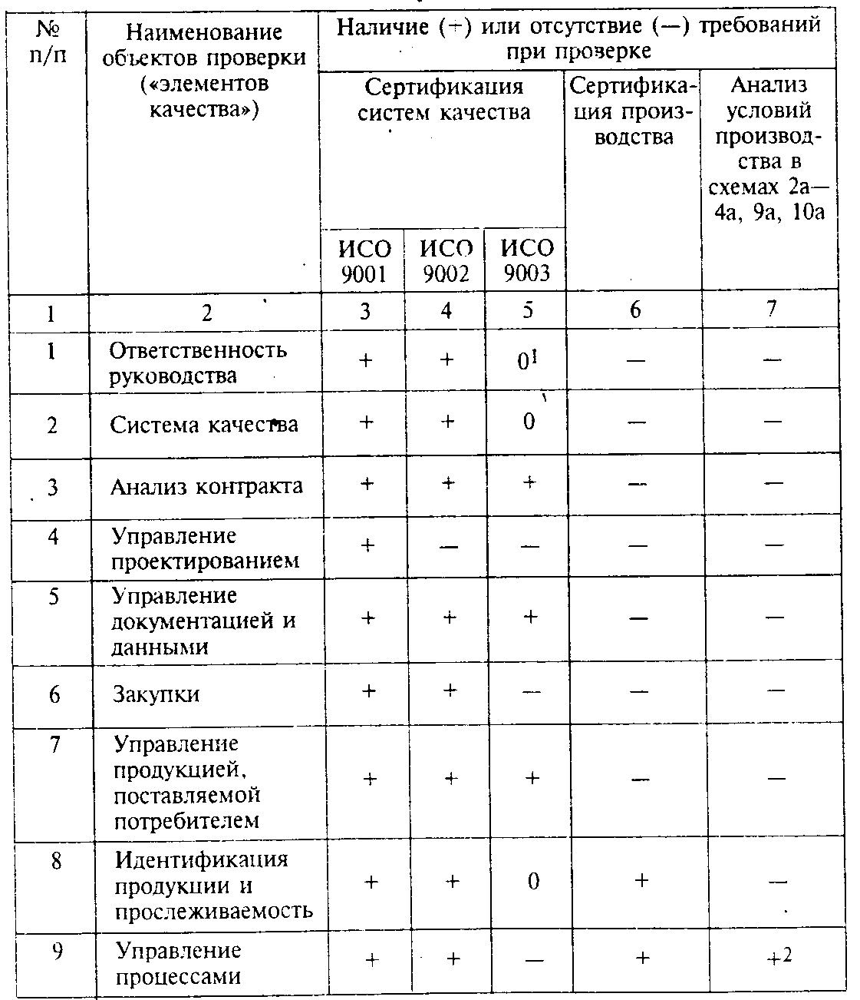 №
п/п
Наименование
объектов проверки
(«элементов
качества»)
Наличие (+) или отсутствие (—) требований
при проверке
Сертификация
систем качества
Сертифика-
ция произ-
водства
Анализ
условий
производ-
ства в
схемах 2а—
4а, 9а, 10а
ИСО
9001
ИСО
9002
ИСО
9003
1 2 3 4 5 6 7
1 Ответственность
руководства + + 0¹ — —
2 Система качества + + 0 — —
3 Анализ контракта + + + — —
4 Управление
проектированием + — — — —
5 Управление
документацией и
данными + + + — —
6 Закупки + + — — —
7 Управление
продукцией,
поставляемой
потребителем + + + — —
8 Идентификация
продукции и
прослеживаемость + + 0 + —
9 Управление
процессами + + — + +²